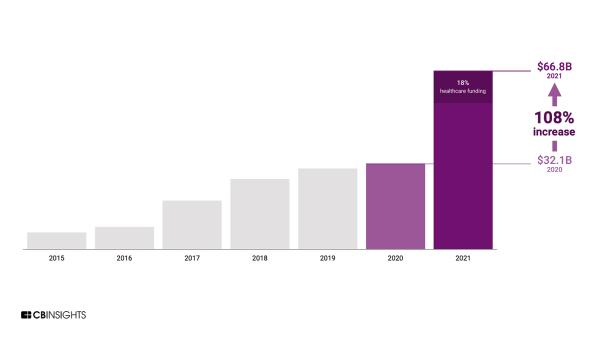 18%
healthcare funding
$66.8B
2021
108%
increase
$32.1B
2020
2015 2016 2017 2018 2019 2020 2021
CBINSIGHTS